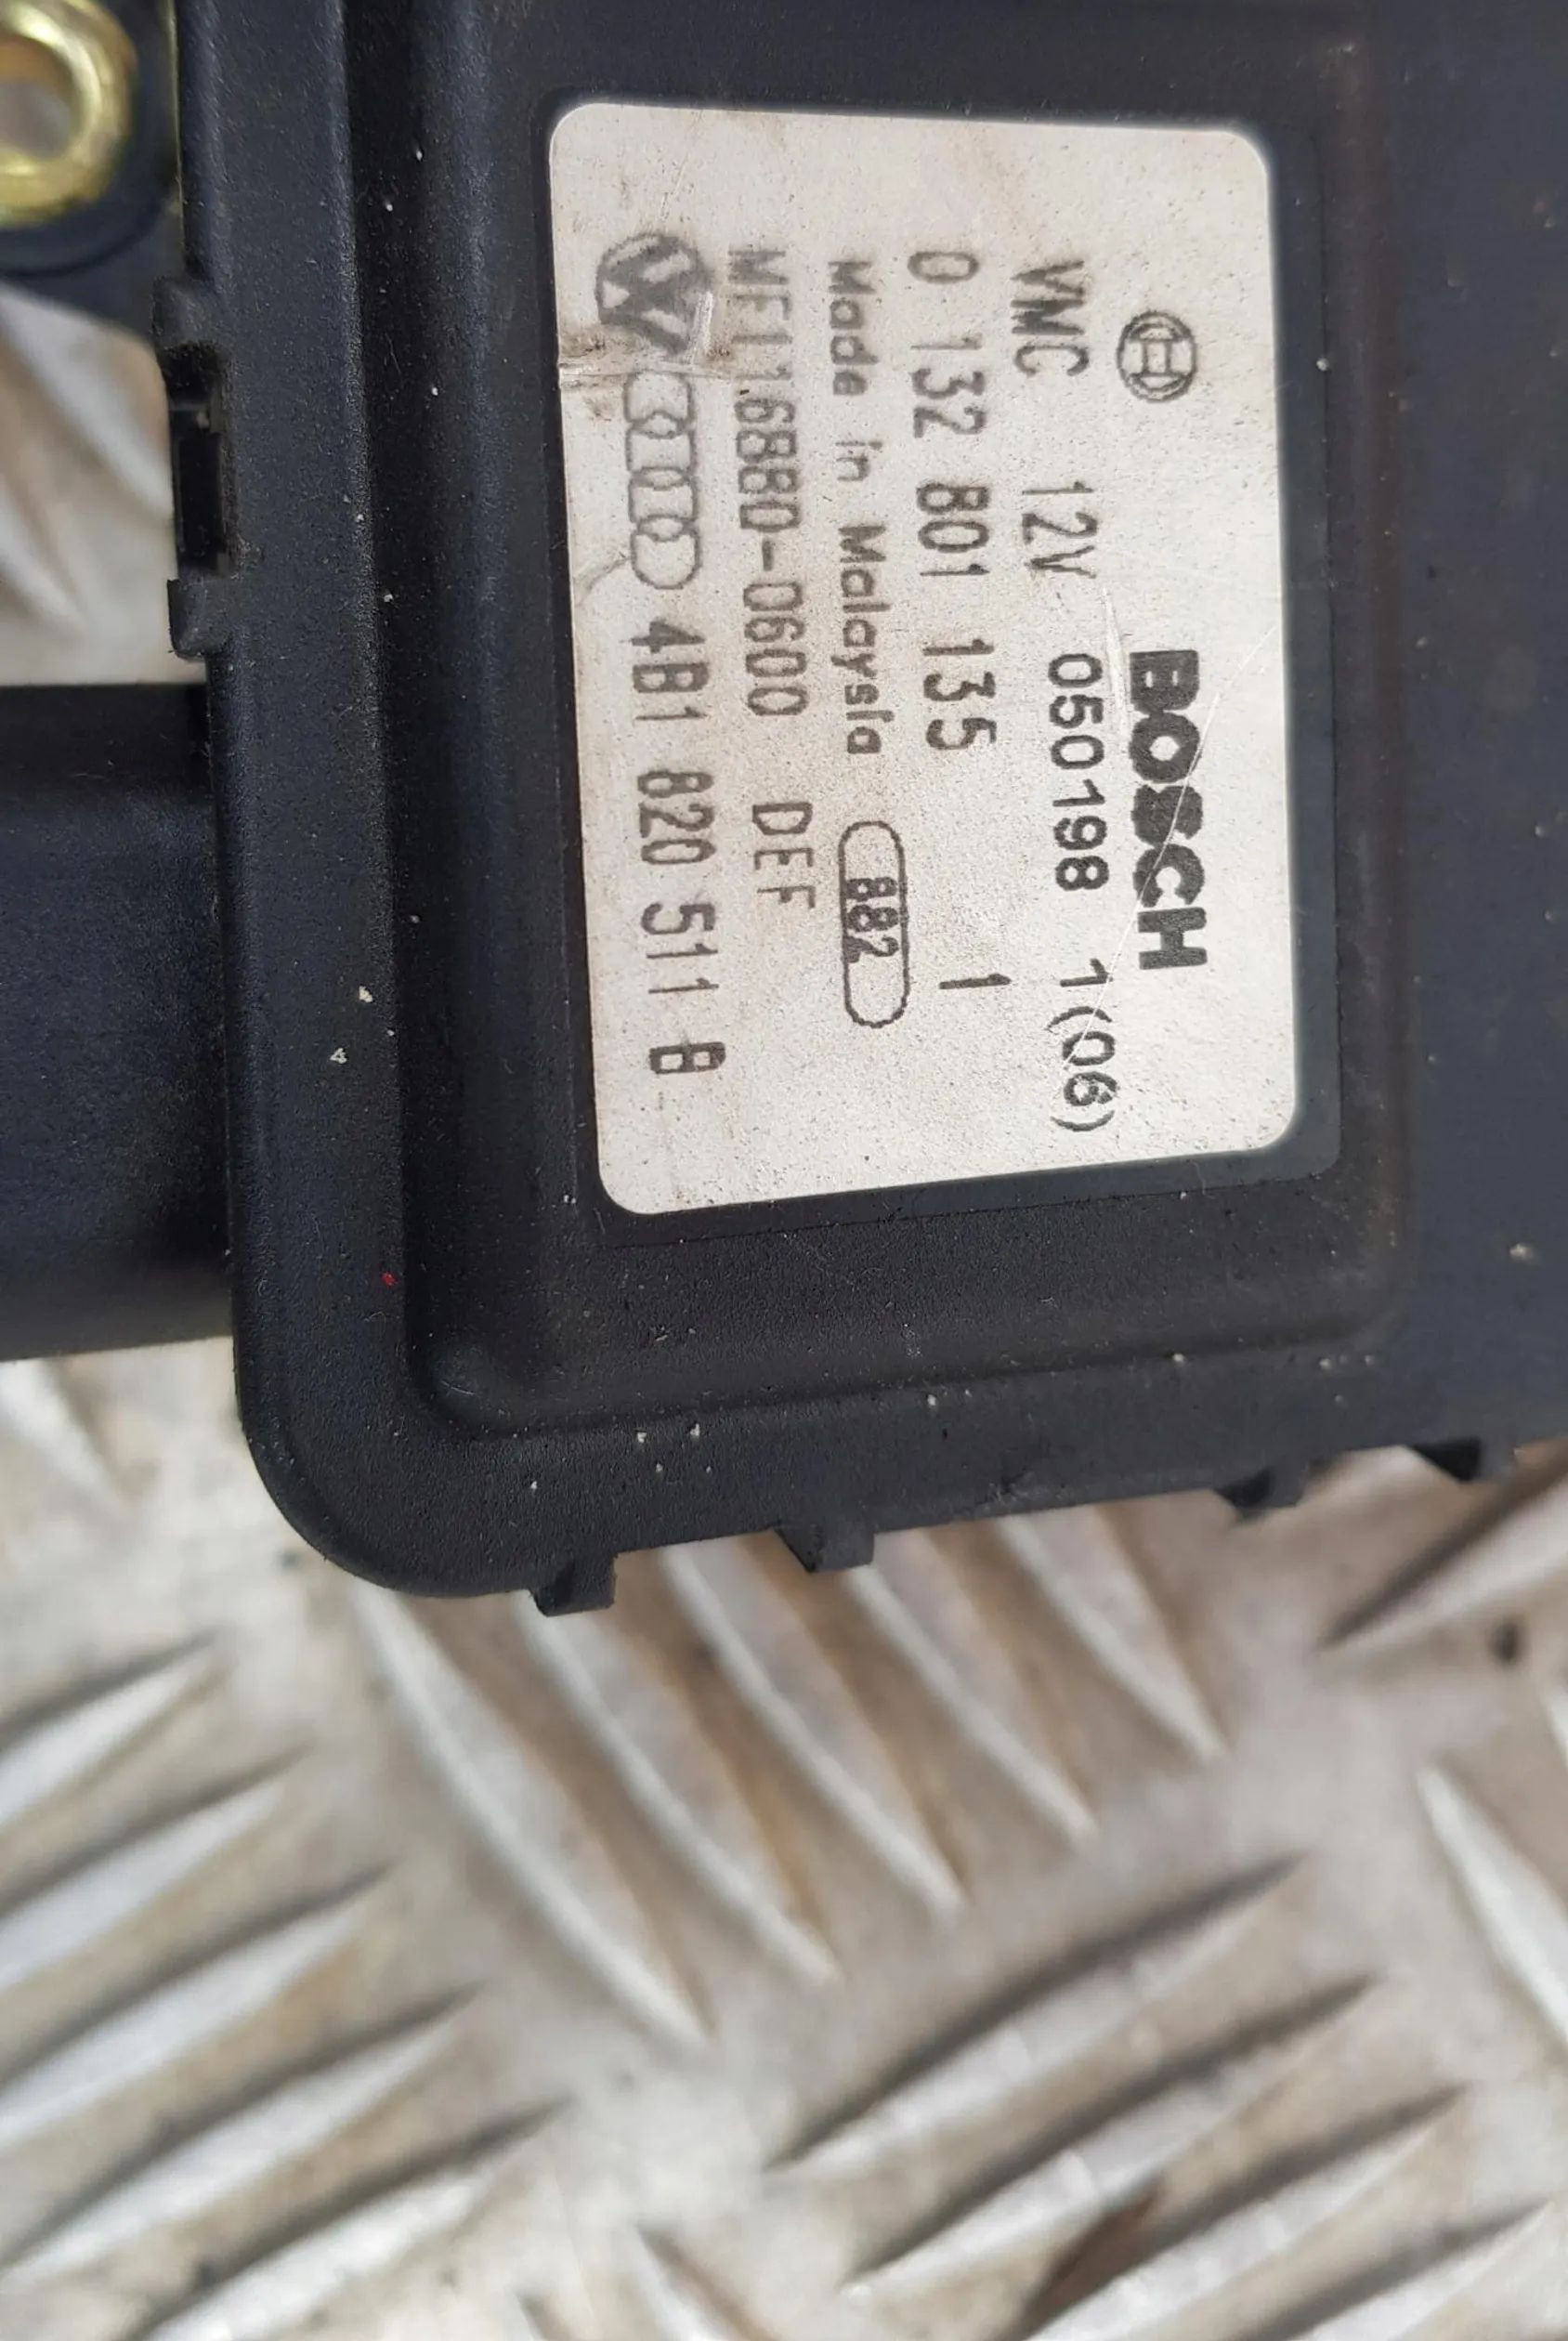 BOSCH
VMC 12V 050198 1(06)
0 132 801 135 1
Made in Malaysia 882
MF116880-0600 DEF
4B1 820 511 B